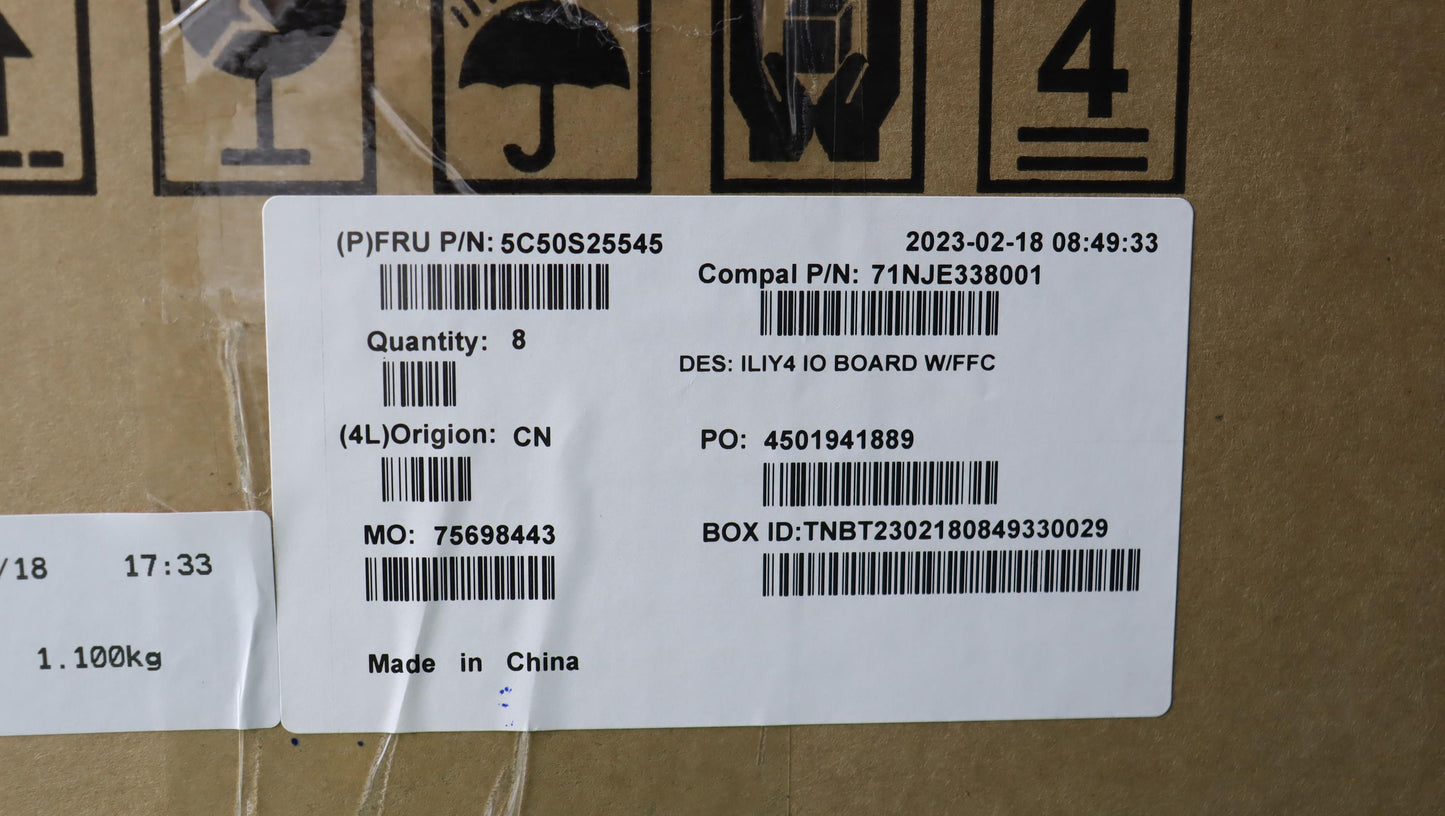 4
(P)FRU P/N: 5C50S25545
2023-02-18 08:49:33
Compal P/N: 71NJE338001
Quantity: 8
DES: ILIY4 IO BOARD W/FFC
(4L)Origion: CN
PO: 4501941889
MO: 75698443
BOX ID:TNBT2302180849330029
Made in China
/18 17:33
1.100kg